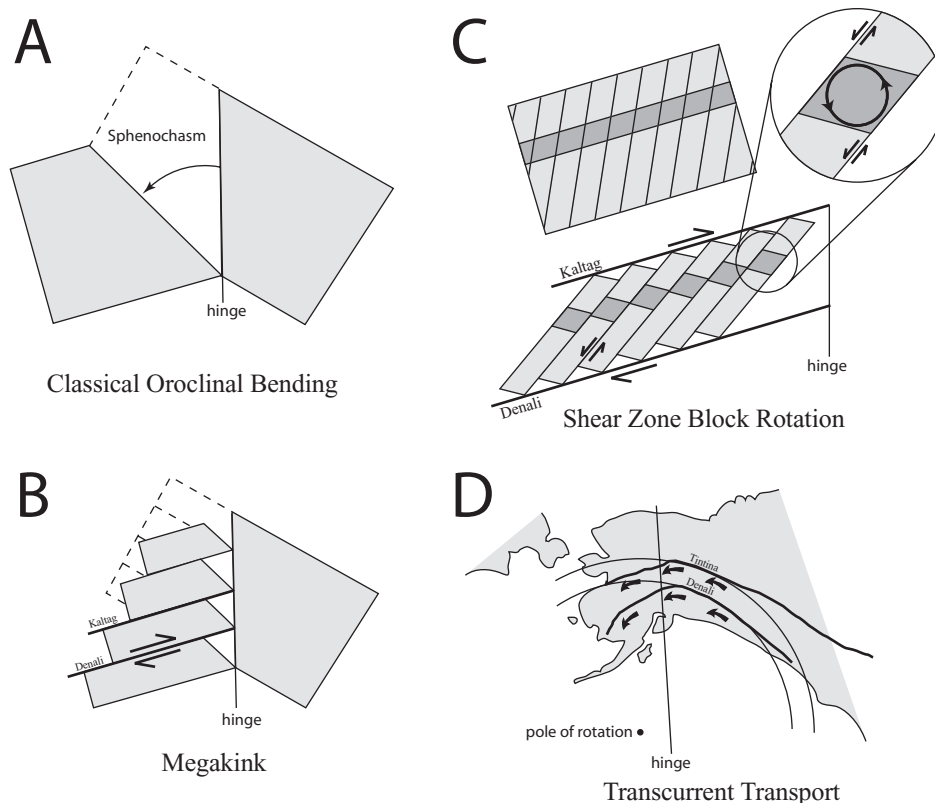 A
Sphenochasm
hinge
Classical Oroclinal Bending
B
Kaltag
Denali
hinge
Megakink
C
Kaltag
Denali
hinge
Shear Zone Block Rotation
D
Tintina
Denali
pole of rotation
hinge
Transcurrent Transport